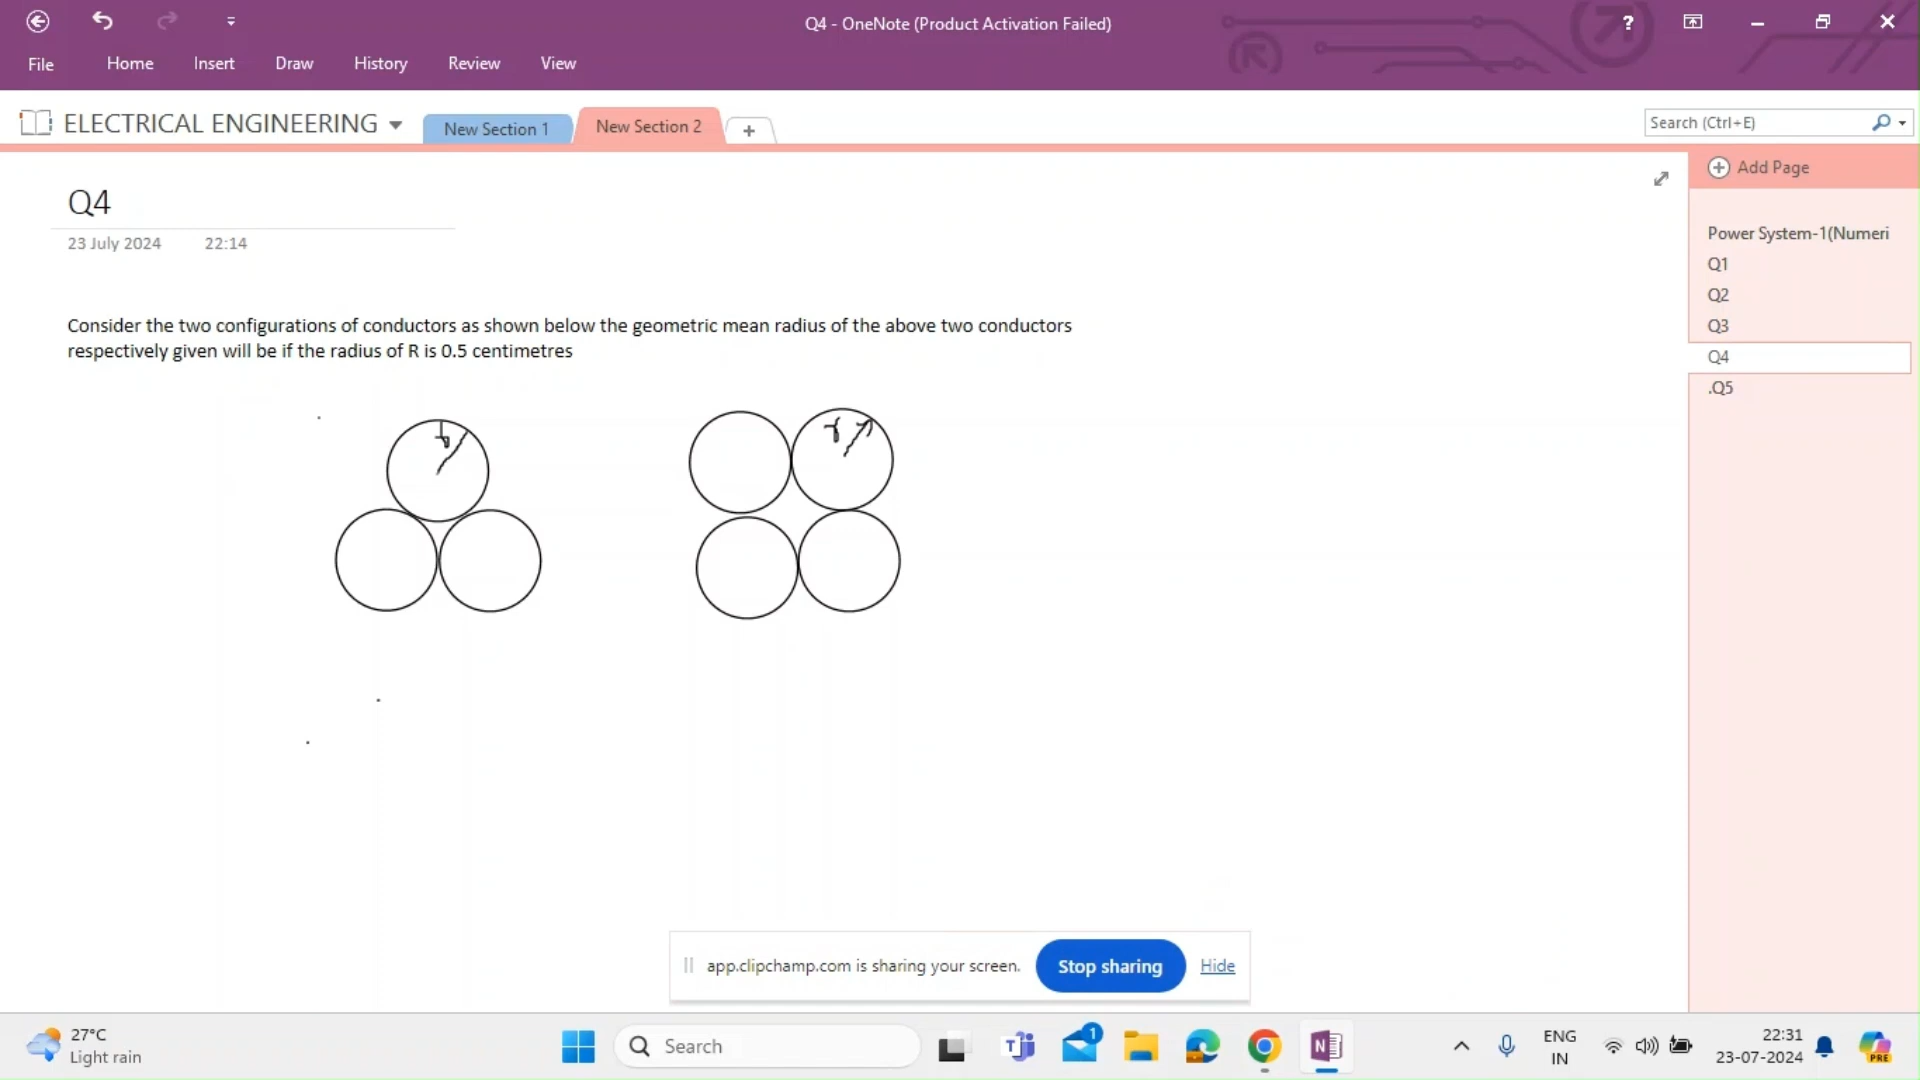 Q4 - OneNote (Product Activation Failed)
?
File
Home
Insert
Draw
History
Review
View
ELECTRICAL ENGINEERING
New Section 1
New Section 2
Search (Ctrl+E)
Add Page
Q4
23 July 2024 22:14
Power System-1(Numeri
Q1
Q2
Q3
Q4
.Q5
Consider the two configurations of conductors as shown below the geometric mean radius of the above two conductors
respectively given will be if the radius of R is 0.5 centimetres
r
app.clipchamp.com is sharing your screen.
Stop sharing
Hide
27°C
Light rain
Search
1
ENG
IN
22:31
23-07-2024
PRE